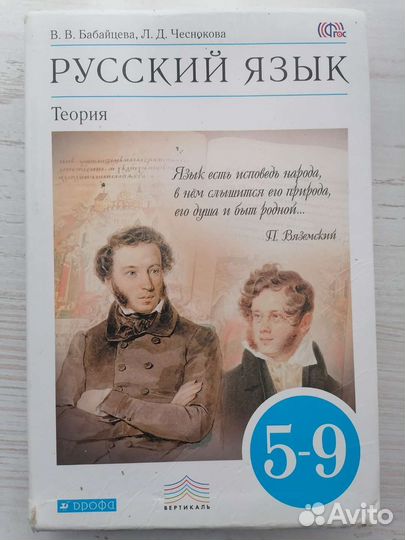 В. В. Бабайцева, Л. Д. Чеснокова
ФГОС
РУССКИЙ ЯЗЫК
Теория
Язык есть исповедь народа,
в нём слышится его природа,
его душа и быт родной...
П. Вяземский
5-9
дрофа
ВЕРТИКАЛЬ
Avito